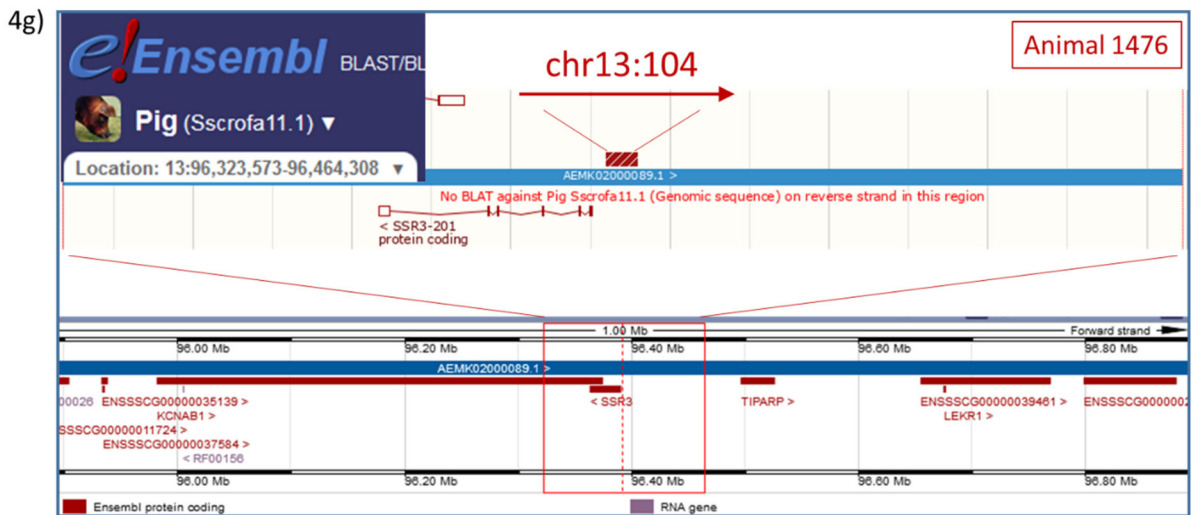 4g)
e!Ensembl BLAST/BL
Animal 1476
chr13:104
Pig (Sscrofa11.1) ▼
Location: 13:96,323,573-96,464,308 ▼
AEMK02000089.1 >
No BLAT against Pig Sscrofa11.1 (Genomic sequence) on reverse strand in this region
< SSR3-201
protein coding
1.00 Mb Forward strand
96.00 Mb 96.20 Mb 96.40 Mb 96.60 Mb 96.80 Mb
AEMK02000089.1 >
00026 ENSSSCG00000035139 > < SSR3 TIPARP > ENSSSCG00000039461 > ENSSSCG0000002
KCNAB1 > LEKR1 >
SSSCG00000011724 >
ENSSSCG00000037584 >
< RF00156
96.00 Mb 96.20 Mb 96.40 Mb 96.60 Mb 96.80 Mb
Ensembl protein coding RNA gene